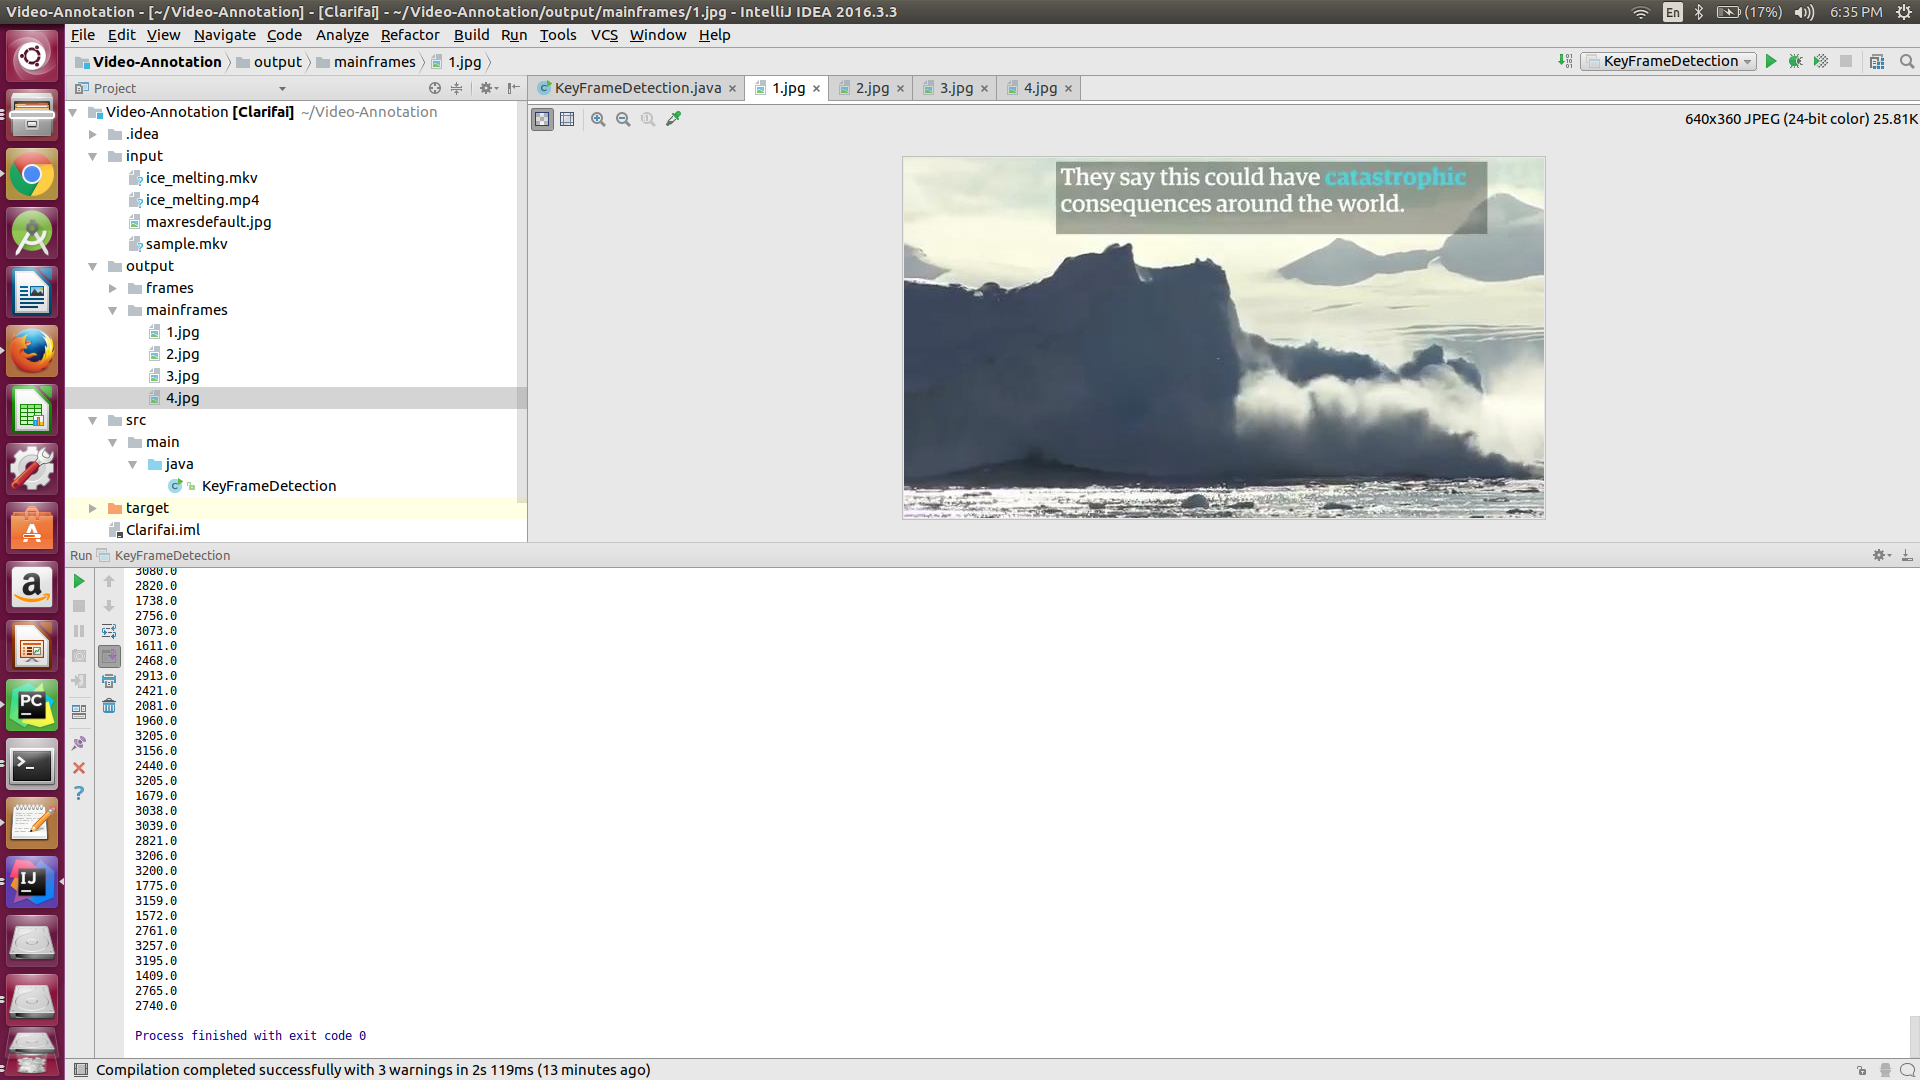 Video-Annotation - [~/Video-Annotation] - [Clarifai] - ~/Video-Annotation/output/mainframes/1.jpg - IntelliJ IDEA 2016.3.3
En
(17%)
6:35 PM
File Edit View Navigate Code Analyze Refactor Build Run Tools VCS Window Help
Video-Annotation output mainframes 1.jpg
KeyFrameDetection
Project
KeyFrameDetection.java 1.jpg 2.jpg 3.jpg 4.jpg
640x360 JPEG (24-bit color) 25.81K
Video-Annotation [Clarifai] ~/Video-Annotation
.idea
input
ice_melting.mkv
ice_melting.mp4
maxresdefault.jpg
sample.mkv
output
frames
mainframes
1.jpg
2.jpg
3.jpg
4.jpg
src
main
java
KeyFrameDetection
target
Clarifai.iml
They say this could have catastrophic
consequences around the world.
Run KeyFrameDetection
3080.0
2820.0
1738.0
2756.0
3073.0
1611.0
2468.0
2913.0
2421.0
2081.0
1960.0
3205.0
3156.0
2440.0
3205.0
1679.0
3038.0
3039.0
2821.0
3206.0
3200.0
1775.0
3159.0
1572.0
2761.0
3257.0
3195.0
1409.0
2765.0
2740.0
Process finished with exit code 0
Compilation completed successfully with 3 warnings in 2s 119ms (13 minutes ago)
PC
IJ